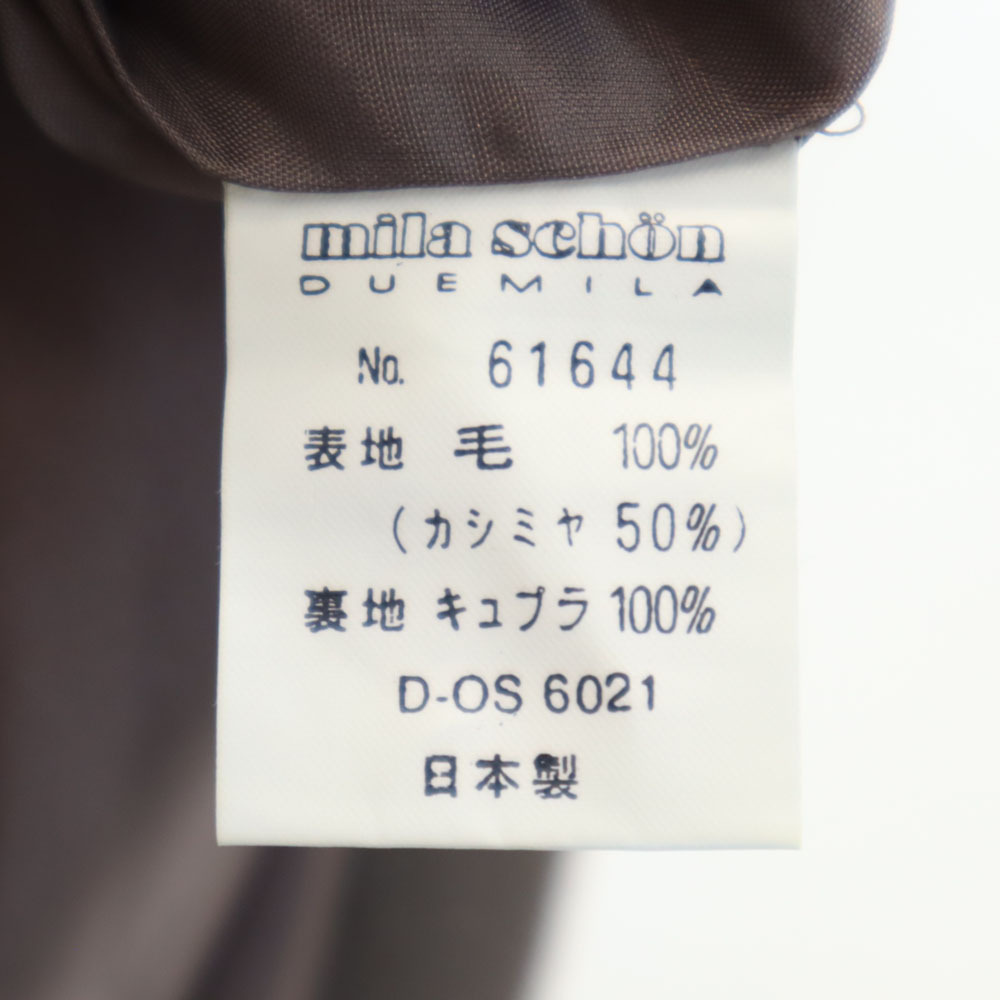 mila schön
DUEMILA
No. 61644
表地 毛 100%
(カシミヤ 50%)
裏地 キュプラ 100%
D-OS 6021
日本製